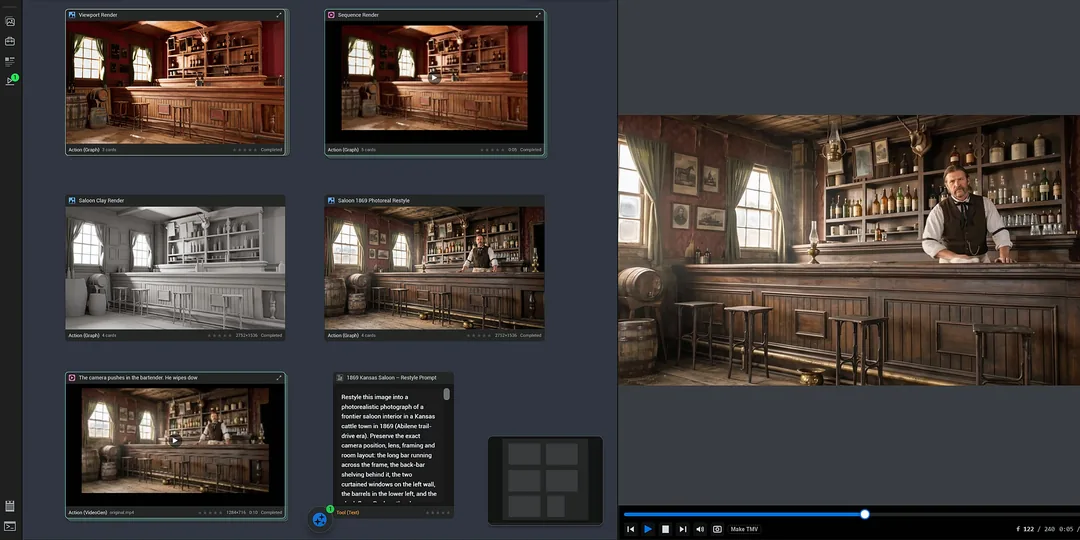 Viewport Render
Action (Graph) 3 cards Completed
Sequence Render
Action (Graph) 5 cards 0:05 Completed
Saloon Clay Render
Action (Graph) 4 cards 2752×1536 Completed
Saloon 1869 Photoreal Restyle
Action (Graph) 4 cards 2752×1536 Completed
The camera pushes in the bartender. He wipes dow
Action (VideoGen) original.mp4 1284×716 0:10 Completed
1869 Kansas Saloon – Restyle Prompt
Restyle this image into a
photorealistic photograph of a
frontier saloon interior in a Kansas
cattle town in 1869 (Abilene trail-
drive era). Preserve the exact
camera position, lens, framing and
room layout: the long bar running
across the frame, the back-bar
shelving behind it, the two
curtained windows on the left wall,
the barrels in the lower left, and the
Tool (Text)
1
1
Make TMV
f 122 / 240 0:05 /